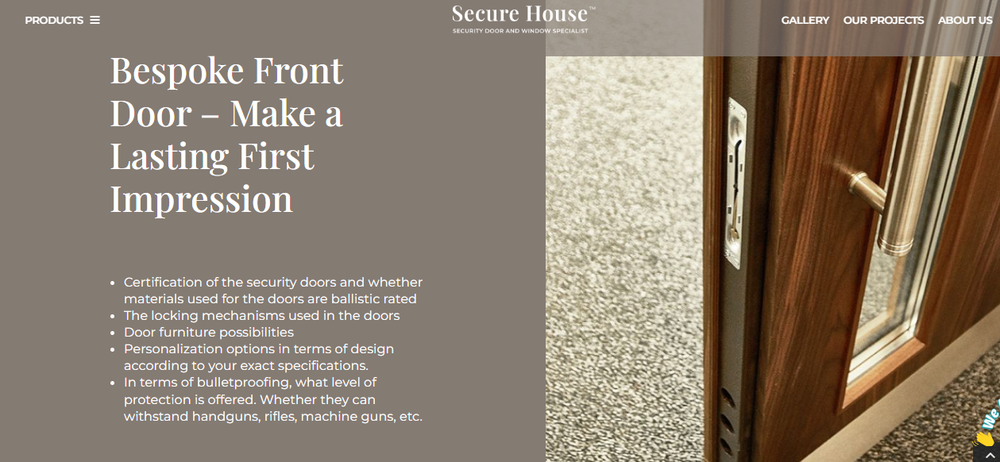 PRODUCTS
Secure House™
SECURITY DOOR AND WINDOW SPECIALIST
GALLERY OUR PROJECTS ABOUT US
Bespoke Front
Door – Make a
Lasting First
Impression
• Certification of the security doors and whether
materials used for the doors are ballistic rated
• The locking mechanisms used in the doors
• Door furniture possibilities
• Personalization options in terms of design
according to your exact specifications.
• In terms of bulletproofing, what level of
protection is offered. Whether they can
withstand handguns, rifles, machine guns, etc.
We